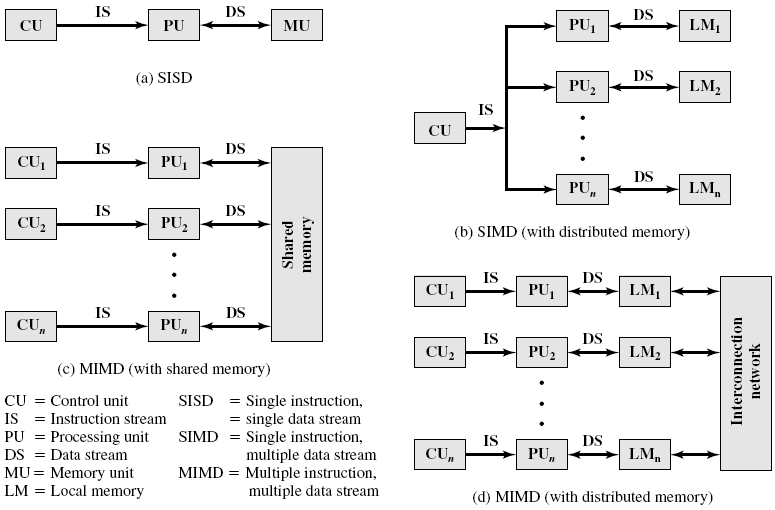 CU IS PU DS MU
(a) SISD
CU IS
PU₁ DS LM₁
PU₂ DS LM₂
PUₙ DS LMₙ
(b) SIMD (with distributed memory)
CU₁ IS PU₁ DS
CU₂ IS PU₂ DS
CUₙ IS PUₙ DS
Shared
memory
(c) MIMD (with shared memory)
CU₁ IS PU₁ DS LM₁
CU₂ IS PU₂ DS LM₂
CUₙ IS PUₙ DS LMₙ
Interconnection
network
(d) MIMD (with distributed memory)
CU = Control unit
IS = Instruction stream
PU = Processing unit
DS = Data stream
MU = Memory unit
LM = Local memory
SISD = Single instruction,
= single data stream
SIMD = Single instruction,
multiple data stream
MIMD = Multiple instruction,
multiple data stream